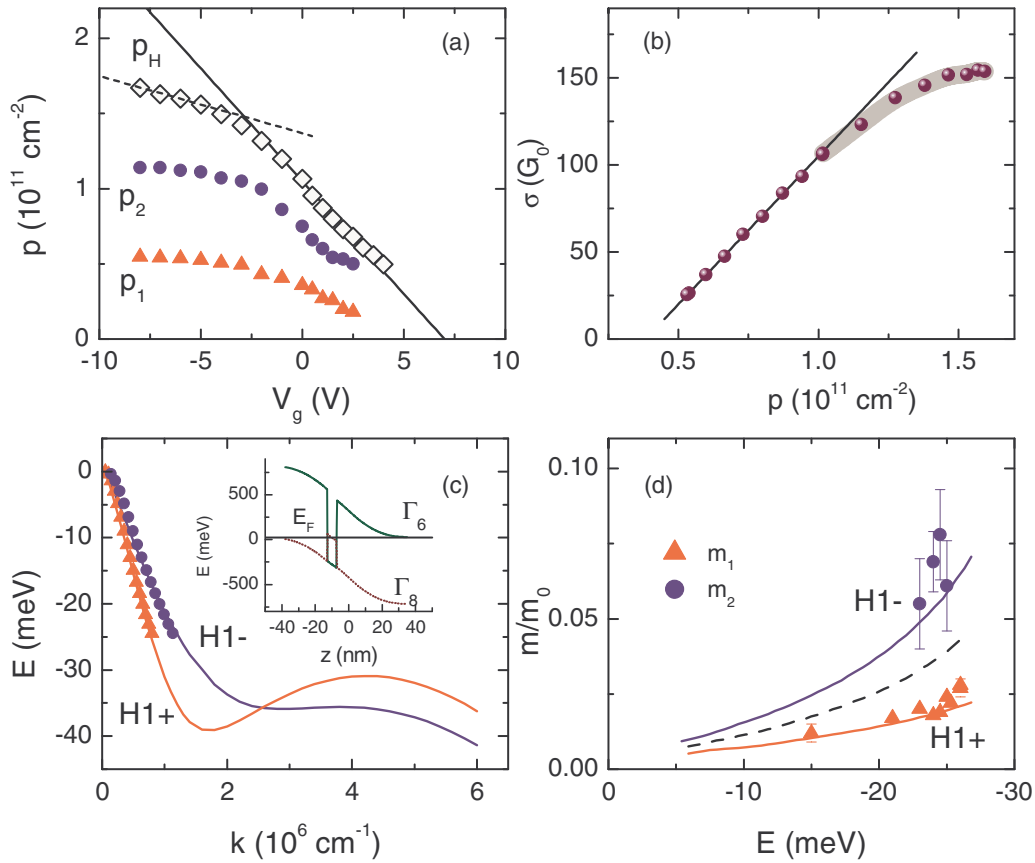 (a)
p_H
p_2
p_1
p (10^11 cm^-2)
2
1
0
-10 -5 0 5 10
V_g (V)
(b)
σ (G_0)
150
100
50
0
0.5 1.0 1.5
p (10^11 cm^-2)
(c)
E (meV)
0
-10
-20
-30
-40
H1-
H1+
0 2 4 6
k (10^6 cm^-1)
E (meV)
500
0
-500
E_F
Γ_6
Γ_8
-40 -20 0 20 40
z (nm)
(d)
m/m_0
0.10
0.05
0.00
m_1
m_2
H1-
H1+
0 -10 -20 -30
E (meV)